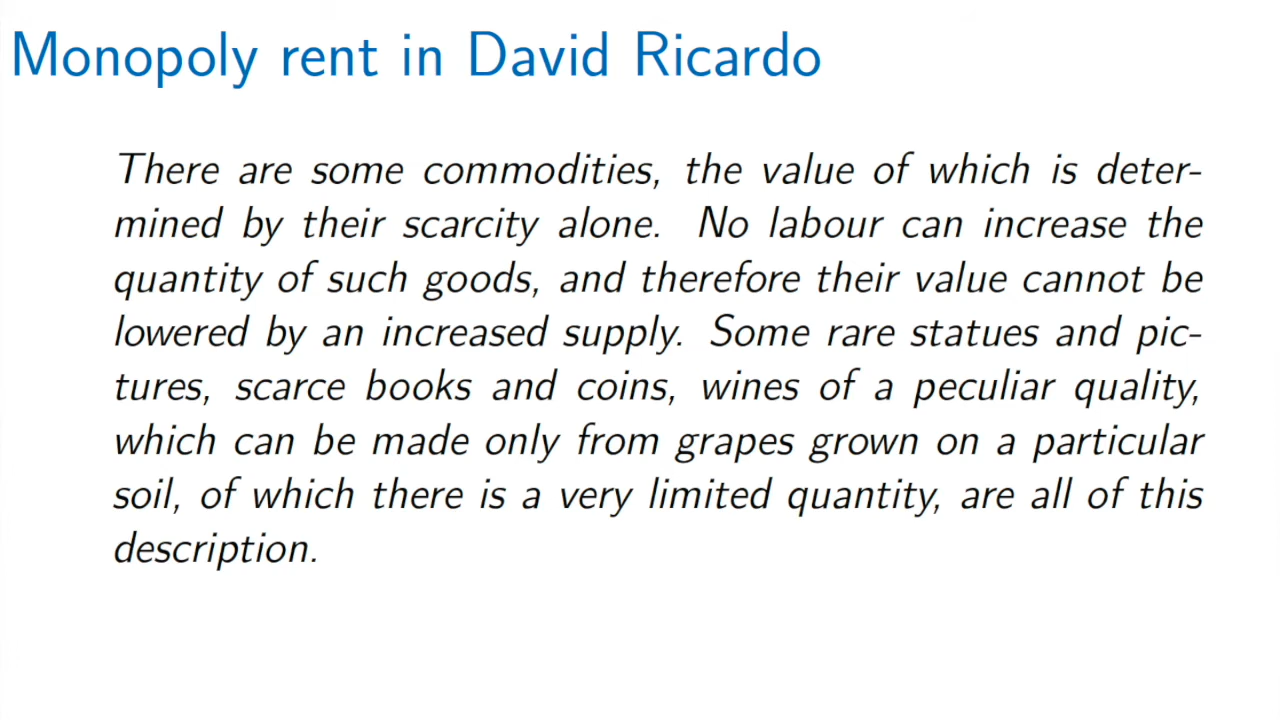 Monopoly rent in David Ricardo
There are some commodities, the value of which is deter-
mined by their scarcity alone. No labour can increase the
quantity of such goods, and therefore their value cannot be
lowered by an increased supply. Some rare statues and pic-
tures, scarce books and coins, wines of a peculiar quality,
which can be made only from grapes grown on a particular
soil, of which there is a very limited quantity, are all of this
description.